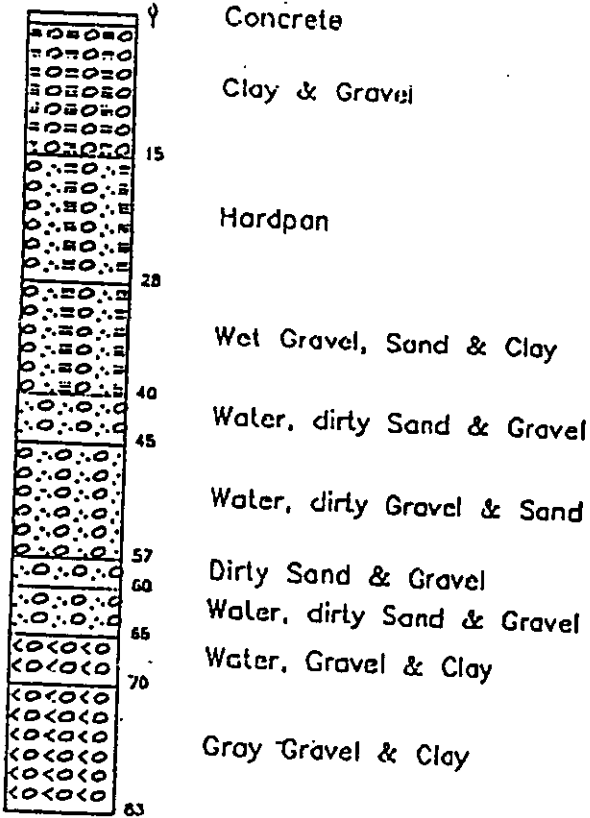 Concrete
Clay & Gravel
15
Hardpan
28
Wet Gravel, Sand & Clay
40
Water, dirty Sand & Gravel
45
Water, dirty Gravel & Sand
57
Dirty Sand & Gravel
60
Water, dirty Sand & Gravel
65
Water, Gravel & Clay
70
Gray Gravel & Clay
83